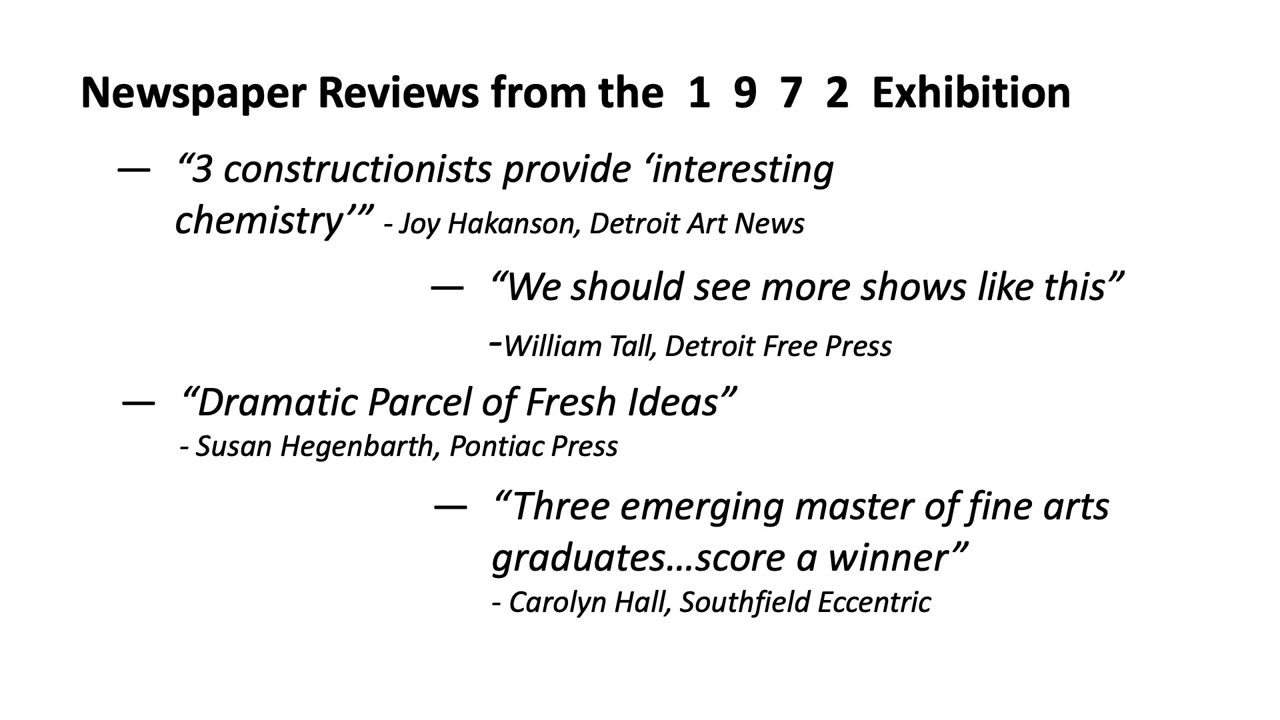 Newspaper Reviews from the 1 9 7 2 Exhibition
— “3 constructionists provide ‘interesting
chemistry’” - Joy Hakanson, Detroit Art News
— “We should see more shows like this”
-William Tall, Detroit Free Press
— “Dramatic Parcel of Fresh Ideas”
- Susan Hegenbarth, Pontiac Press
— “Three emerging master of fine arts
graduates...score a winner”
- Carolyn Hall, Southfield Eccentric